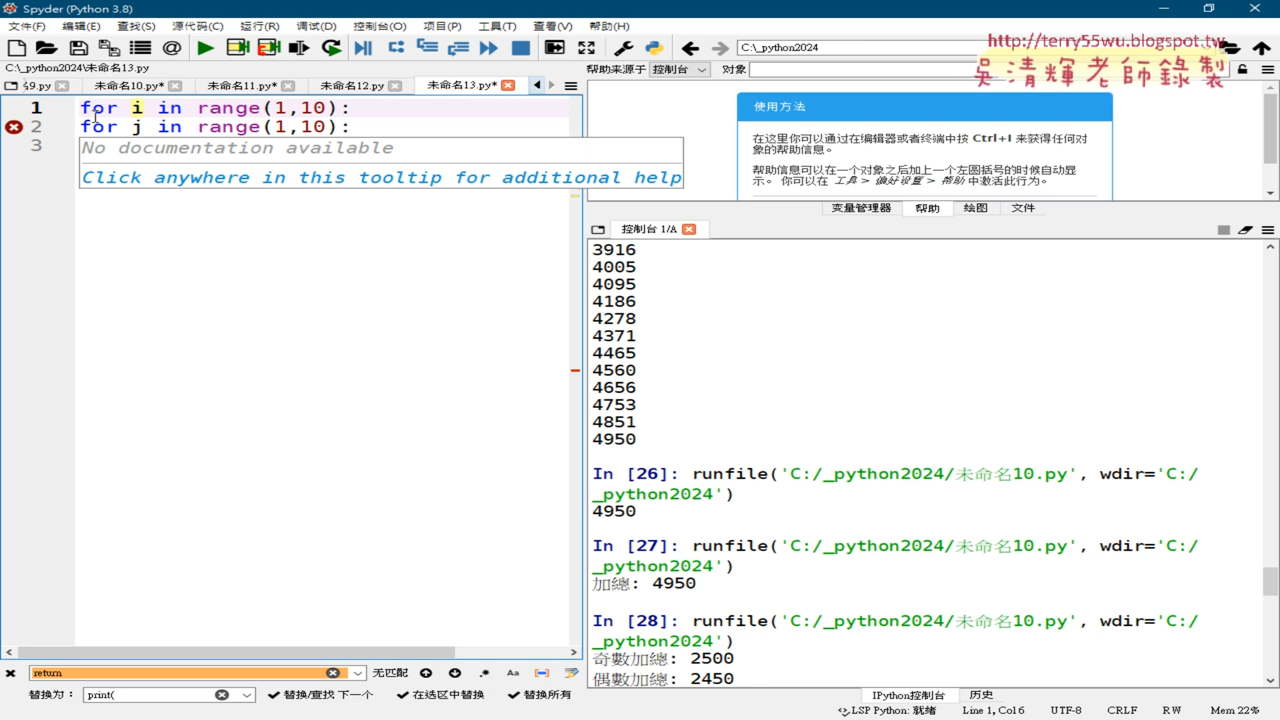 Spyder (Python 3.8)
文件(F) 编辑(E) 查找(S) 源代码(C) 运行(R) 调试(D) 控制台(O) 项目(P) 工具(T) 查看(V) 帮助(H)
C:\_python2024
http://terry55wu.blogspot.tw
吳清輝老師錄製
C:\_python2024\未命名13.py
帮助来源于 控制台 对象
名9.py 未命名10.py* 未命名11.py* 未命名12.py 未命名13.py*
1 for i in range(1,10):
2 for j in range(1,10):
3
No documentation available
Click anywhere in this tooltip for additional help
使用方法
在这里你可以通过在编辑器或者终端中按 Ctrl+I 来获得任何对
象的帮助信息。
帮助信息可以在一个对象之后加上一个左圆括号的时候自动显
示。 你可以在 工具 > 偏好设置 > 帮助 中激活此行为。
变量管理器 帮助 绘图 文件
控制台 1/A
3916
4005
4095
4186
4278
4371
4465
4560
4656
4753
4851
4950
In [26]: runfile('C:/_python2024/未命名10.py', wdir='C:/
_python2024')
4950
In [27]: runfile('C:/_python2024/未命名10.py', wdir='C:/
_python2024')
加總: 4950
In [28]: runfile('C:/_python2024/未命名10.py', wdir='C:/
_python2024')
奇數加總: 2500
偶數加總: 2450
return 无匹配 Aa
替换为: print( 替换/查找 下一个 在选区中替换 替换所有
IPython控制台 历史
LSP Python: 就绪 Line 1, Col 6 UTF-8 CRLF RW Mem 22%